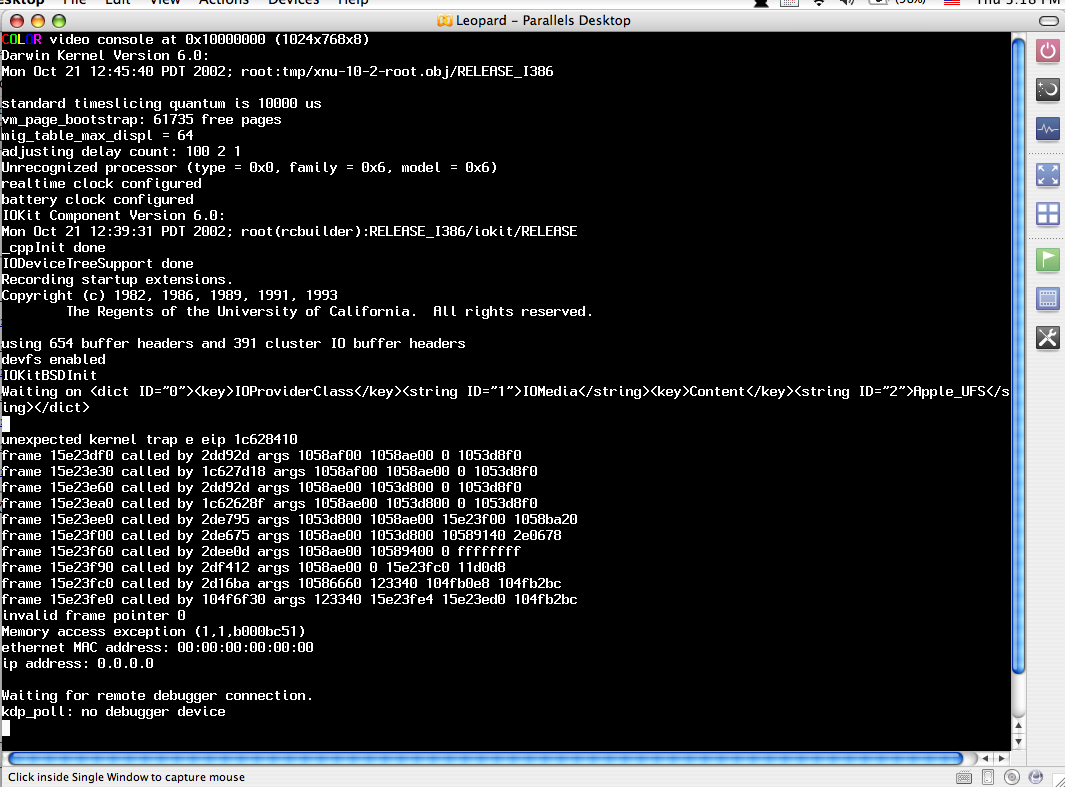 File Edit View Actions Devices Help
Thu 5:18 PM
Leopard – Parallels Desktop
COLOR video console at 0x10000000 (1024x768x8)
Darwin Kernel Version 6.0:
Mon Oct 21 12:45:40 PDT 2002; root:tmp/xnu-10-2-root.obj/RELEASE_I386
standard timeslicing quantum is 10000 us
vm_page_bootstrap: 61735 free pages
mig_table_max_displ = 64
adjusting delay count: 100 2 1
Unrecognized processor (type = 0x0, family = 0x6, model = 0x6)
realtime clock configured
battery clock configured
IOKit Component Version 6.0:
Mon Oct 21 12:39:31 PDT 2002; root(rcbuilder):RELEASE_I386/iokit/RELEASE
_cppInit done
IODeviceTreeSupport done
Recording startup extensions.
Copyright (c) 1982, 1986, 1989, 1991, 1993
The Regents of the University of California.  All rights reserved.
using 654 buffer headers and 391 cluster IO buffer headers
devfs enabled
IOKitBSDInit
Waiting on <dict ID="0"><key>IOProviderClass</key><string ID="1">IOMedia</string><key>Content</key><string ID="2">Apple_UFS</s
ing></dict>
unexpected kernel trap e eip 1c628410
frame 15e23df0 called by 2dd92d args 1058af00 1058ae00 0 1053d8f0
frame 15e23e30 called by 1c627d18 args 1058af00 1058ae00 0 1053d8f0
frame 15e23e60 called by 2dd92d args 1058ae00 1053d800 0 1053d8f0
frame 15e23ea0 called by 1c62628f args 1058ae00 1053d800 0 1053d8f0
frame 15e23ee0 called by 2de795 args 1053d800 1058ae00 15e23f00 1058ba20
frame 15e23f00 called by 2de675 args 1058ae00 1053d800 10589140 2e0678
frame 15e23f60 called by 2dee0d args 1058ae00 10589400 0 ffffffff
frame 15e23f90 called by 2df412 args 1058ae00 0 15e23fc0 11d0d8
frame 15e23fc0 called by 2d16ba args 10586660 123340 104fb0e8 104fb2bc
frame 15e23fe0 called by 104f6f30 args 123340 15e23fe4 15e23ed0 104fb2bc
invalid frame pointer 0
Memory access exception (1,1,b000bc51)
ethernet MAC address: 00:00:00:00:00:00
ip address: 0.0.0.0
Waiting for remote debugger connection.
kdp_poll: no debugger device
Click inside Single Window to capture mouse